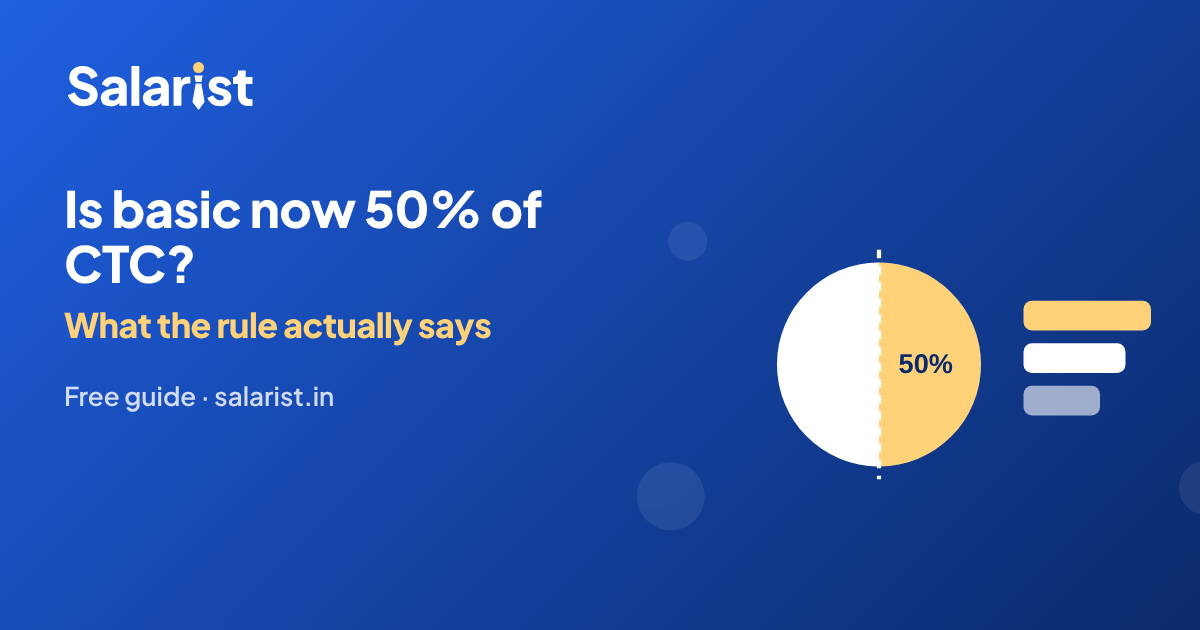 Salarist
Is basic now 50% of
CTC?
What the rule actually says
Free guide · salarist.in
50%